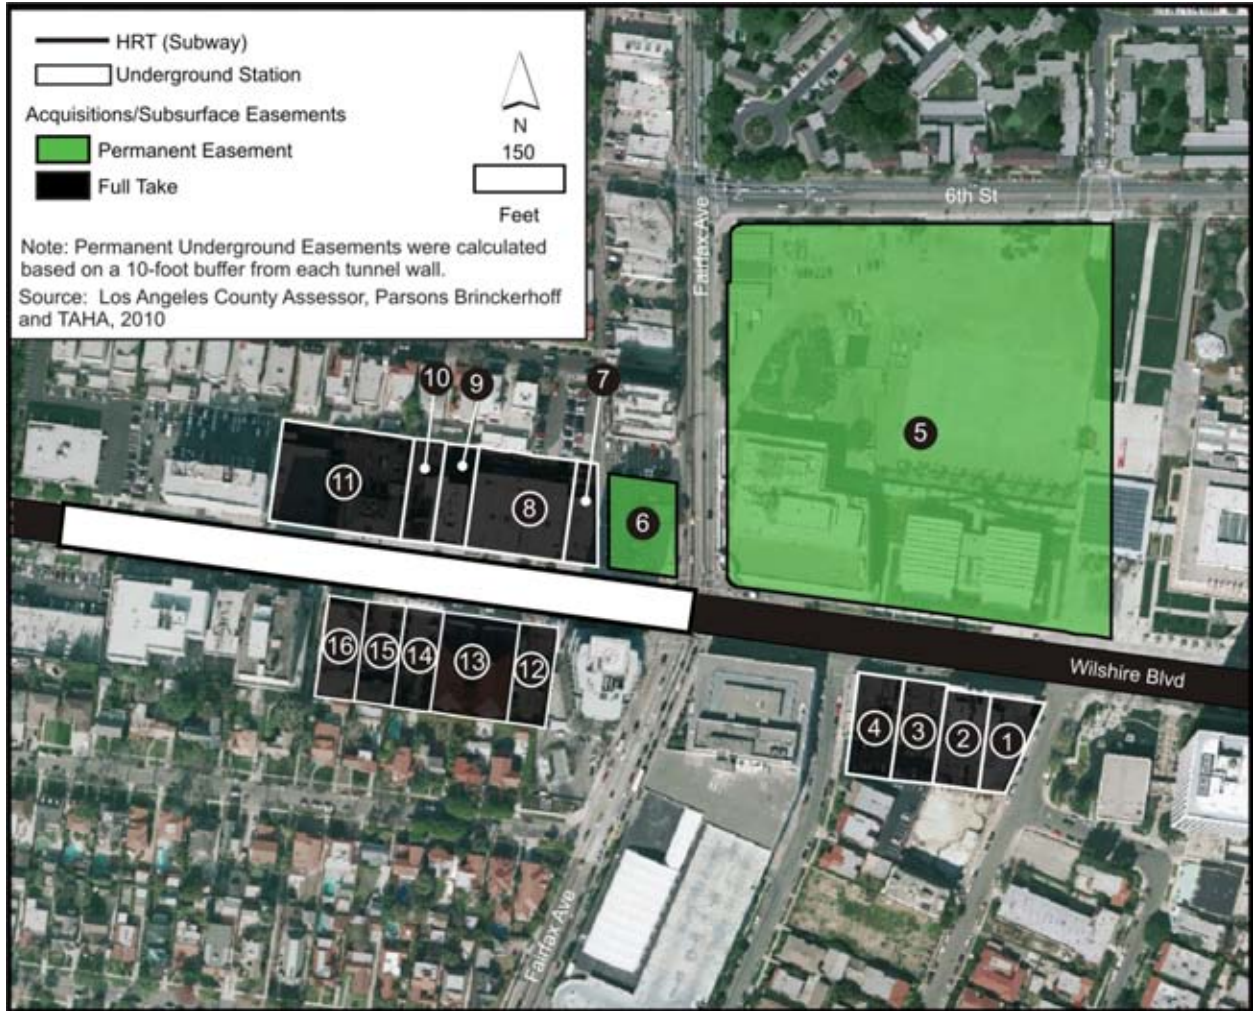 HRT (Subway)
Underground Station
Acquisitions/Subsurface Easements
Permanent Easement
Full Take
N
150
Feet
Note: Permanent Underground Easements were calculated
based on a 10-foot buffer from each tunnel wall.
Source: Los Angeles County Assessor, Parsons Brinckerhoff
and TAHA, 2010
6th St
Fairfax Ave
10
9
7
5
11
8
6
16
15
14
13
12
Wilshire Blvd
4
3
2
1
Fairfax Ave